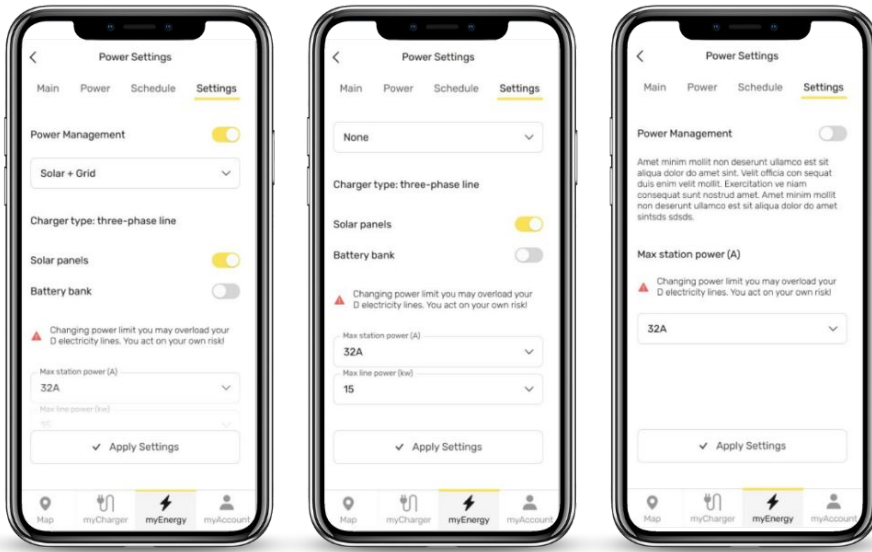 Power Settings
Main Power Schedule Settings
Power Management
Solar + Grid
Charger type: three-phase line
Solar panels
Battery bank
Changing power limit you may overload your
D electricity lines. You act on your own risk!
Max station power (A)
32A
Max line power (kw)
15
Apply Settings
Map myCharger myEnergy myAccount
Power Settings
Main Power Schedule Settings
None
Charger type: three-phase line
Solar panels
Battery bank
Changing power limit you may overload your
D electricity lines. You act on your own risk!
Max station power (A)
32A
Max line power (kw)
15
Apply Settings
Map myCharger myEnergy myAccount
Power Settings
Main Power Schedule Settings
Power Management
Amet minim mollit non deserunt ullamco est sit
aliqua dolor do amet sint. Velit officia con sequat
duis enim velit mollit. Exercitation ve niam
consequat sunt nostrud amet. Amet minim mollit
non deserunt ullamco est sit aliqua dolor do amet
sintsds sdsds.
Max station power (A)
Changing power limit you may overload your
D electricity lines. You act on your own risk!
32A
Apply Settings
Map myCharger myEnergy myAccount